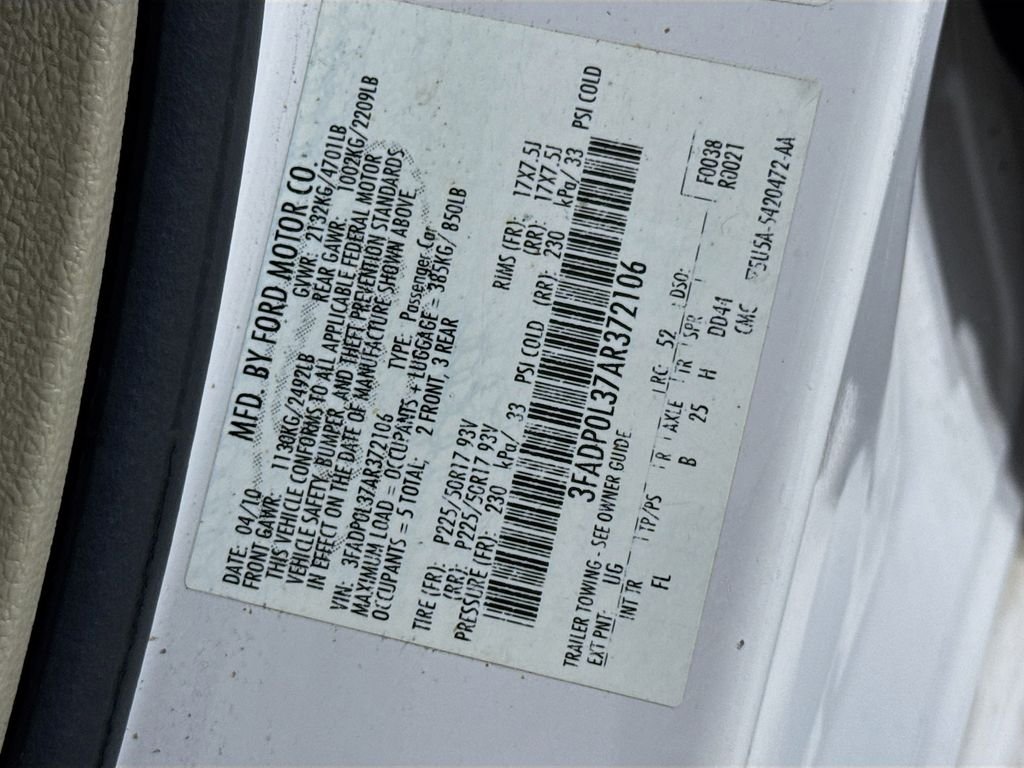 MFD. BY FORD MOTOR CO.
DATE: 04/10 GVWR: 2132KG/4701LB
FRONT GAWR: 1130KG/2492LB REAR GAWR: 1002KG/2209LB
THIS VEHICLE CONFORMS TO ALL APPLICABLE FEDERAL MOTOR
VEHICLE SAFETY, BUMPER, AND THEFT PREVENTION STANDARDS
IN EFFECT ON THE DATE OF MANUFACTURE SHOWN ABOVE
VIN: 3FADP0L37AR372106 TYPE: Passenger Car
MAXIMUM LOAD = OCCUPANTS + LUGGAGE = 385KG/ 850LB
OCCUPANTS = 5 TOTAL, 2 FRONT, 3 REAR
TIRE (FR): P225/50R17 93V RIMS (FR): 17X7.5J
(RR): P225/50R17 93V (RR): 17X7.5J
PRESSURE (FR): 230 kPa/ 33 PSI COLD (RR): 230 kPa/ 33 PSI COLD
3FADP0L37AR372106
TRAILER TOWING - SEE OWNER GUIDE
EXT PNT: UG RC: 52 DSO: F0038
INT TR TP/PS R AXLE TR SPR R0021
FL B 25 H DD41
CMC 5U5A-5420472-AA